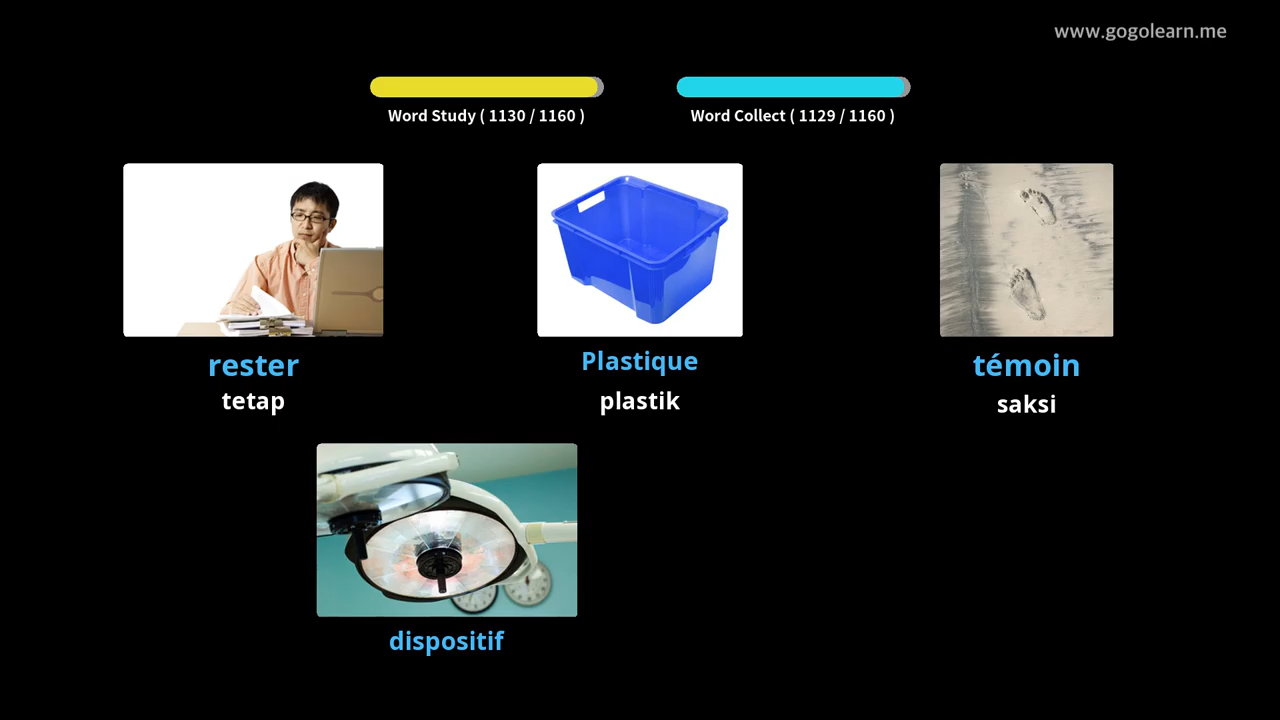 www.gogolearn.me
Word Study ( 1130 / 1160 )
Word Collect ( 1129 / 1160 )
rester
tetap
Plastique
plastik
témoin
saksi
dispositif